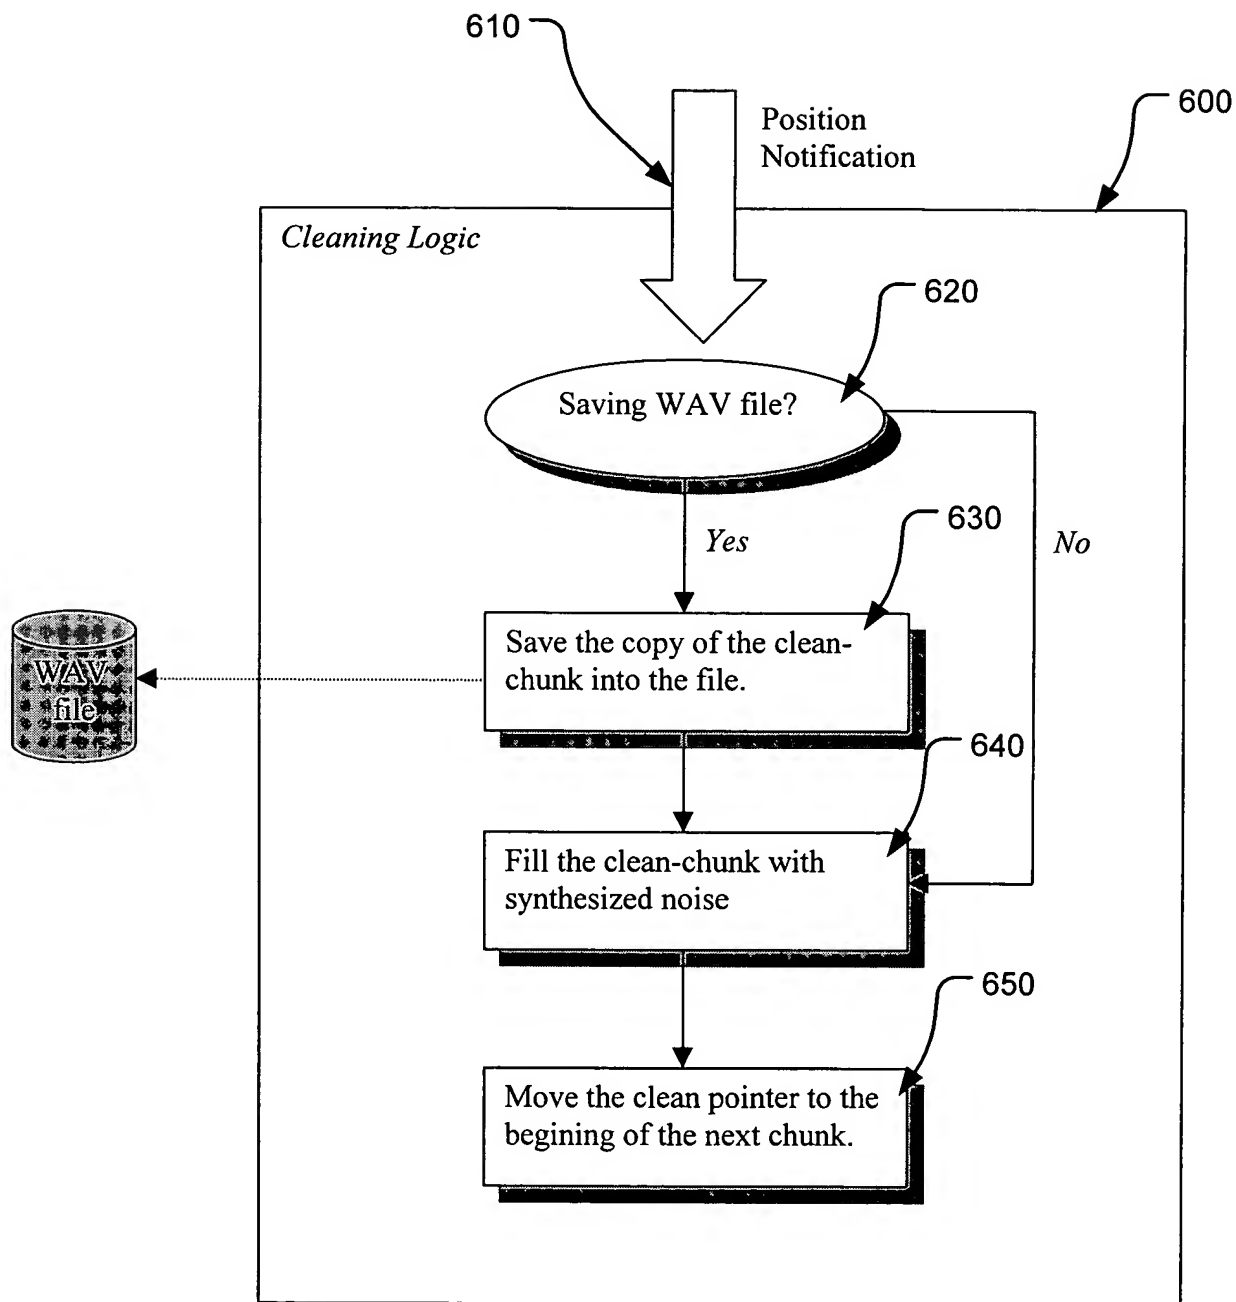 610
Position
Notification
600
Cleaning Logic
620
Saving WAV file?
630
Yes
No
Save the copy of the clean-
chunk into the file.
WAV
file
640
Fill the clean-chunk with
synthesized noise
650
Move the clean pointer to the
begining of the next chunk.